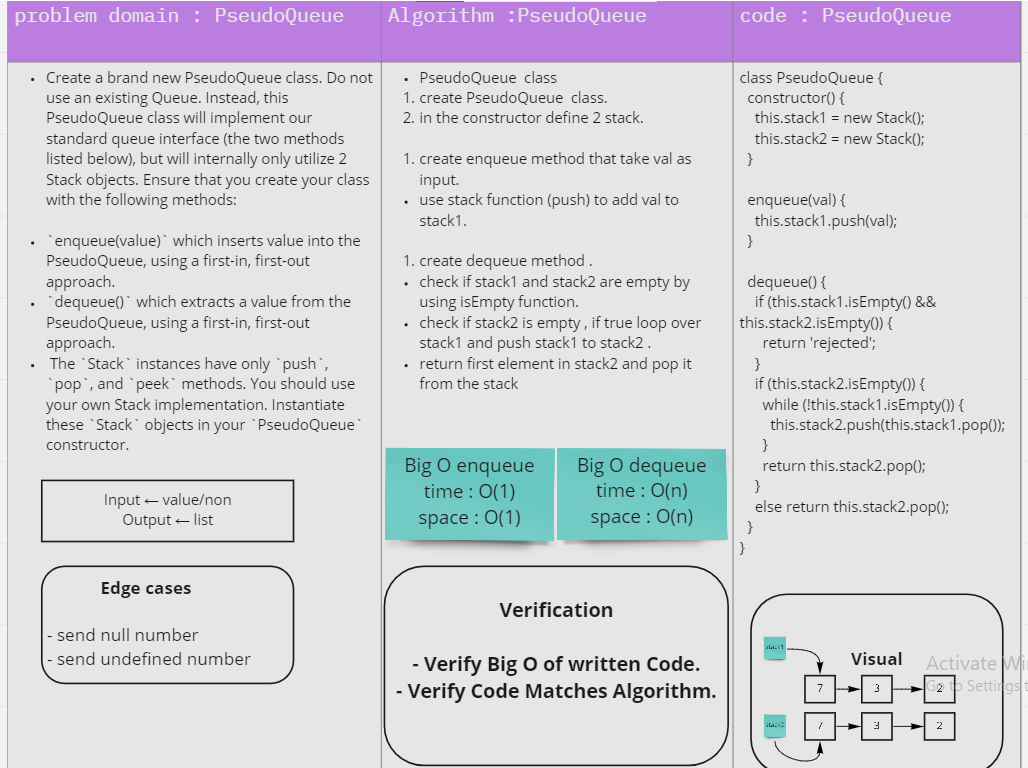 problem domain : PseudoQueue
• Create a brand new PseudoQueue class. Do not
use an existing Queue. Instead, this
PseudoQueue class will implement our
standard queue interface (the two methods
listed below), but will internally only utilize 2
Stack objects. Ensure that you create your class
with the following methods:
• `enqueue(value)` which inserts value into the
PseudoQueue, using a first-in, first-out
approach.
• `dequeue()` which extracts a value from the
PseudoQueue, using a first-in, first-out
approach.
• The `Stack` instances have only `push`,
`pop`, and `peek` methods. You should use
your own Stack implementation. Instantiate
these `Stack` objects in your `PseudoQueue`
constructor.
Input ← value/non
Output ← list
Edge cases
- send null number
- send undefined number
Algorithm :PseudoQueue
• PseudoQueue class
1. create PseudoQueue class.
2. in the constructor define 2 stack.
1. create enqueue method that take val as
input.
• use stack function (push) to add val to
stack1.
1. create dequeue method .
• check if stack1 and stack2 are empty by
using isEmpty function.
• check if stack2 is empty , if true loop over
stack1 and push stack1 to stack2 .
• return first element in stack2 and pop it
from the stack
Big O enqueue
time : O(1)
space : O(1)
Big O dequeue
time : O(n)
space : O(n)
Verification
- Verify Big O of written Code.
- Verify Code Matches Algorithm.
code : PseudoQueue
class PseudoQueue {
constructor() {
this.stack1 = new Stack();
this.stack2 = new Stack();
}
enqueue(val) {
this.stack1.push(val);
}
dequeue() {
if (this.stack1.isEmpty() &&
this.stack2.isEmpty()) {
return 'rejected';
}
if (this.stack2.isEmpty()) {
while (!this.stack1.isEmpty()) {
this.stack2.push(this.stack1.pop());
}
return this.stack2.pop();
}
else return this.stack2.pop();
}
}
stack1
Visual
Activate Wi
Go to Settings t
7 3 2
stack2
7 3 2